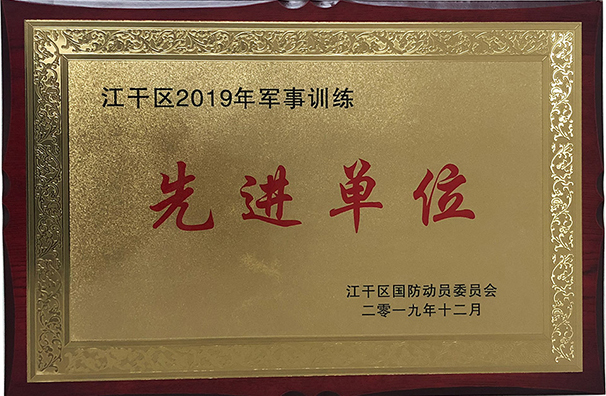 江干区2019年军事训练
先进单位
江干区国防动员委员会
二零一九年十二月